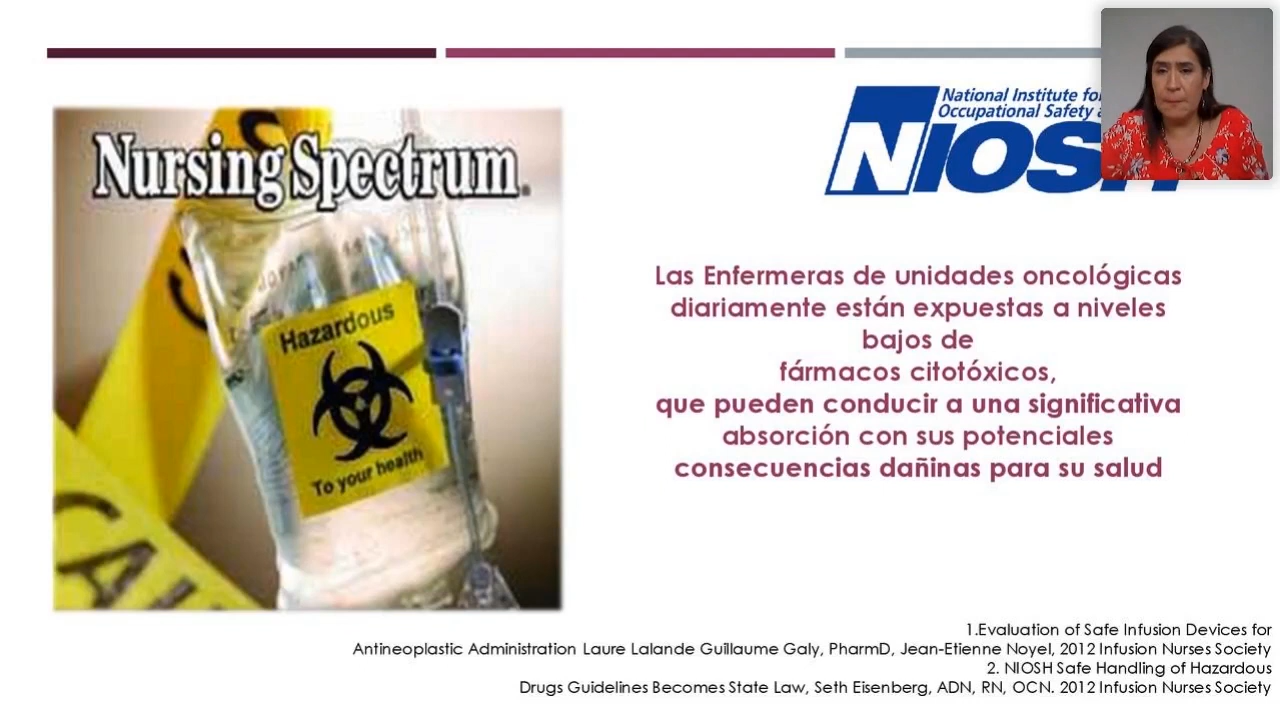 Nursing Spectrum
Hazardous
To your health
National Institute for
Occupational Safety
NIOSH
Las Enfermeras de unidades oncológicas
diariamente están expuestas a niveles
bajos de
fármacos citotóxicos,
que pueden conducir a una significativa
absorción con sus potenciales
consecuencias dañinas para su salud
1.Evaluation of Safe Infusion Devices for
Antineoplastic Administration Laure Lalande Guillaume Galy, PharmD, Jean-Etienne Noyel, 2012 Infusion Nurses Society
2. NIOSH Safe Handling of Hazardous
Drugs Guidelines Becomes State Law, Seth Eisenberg, ADN, RN, OCN. 2012 Infusion Nurses Society